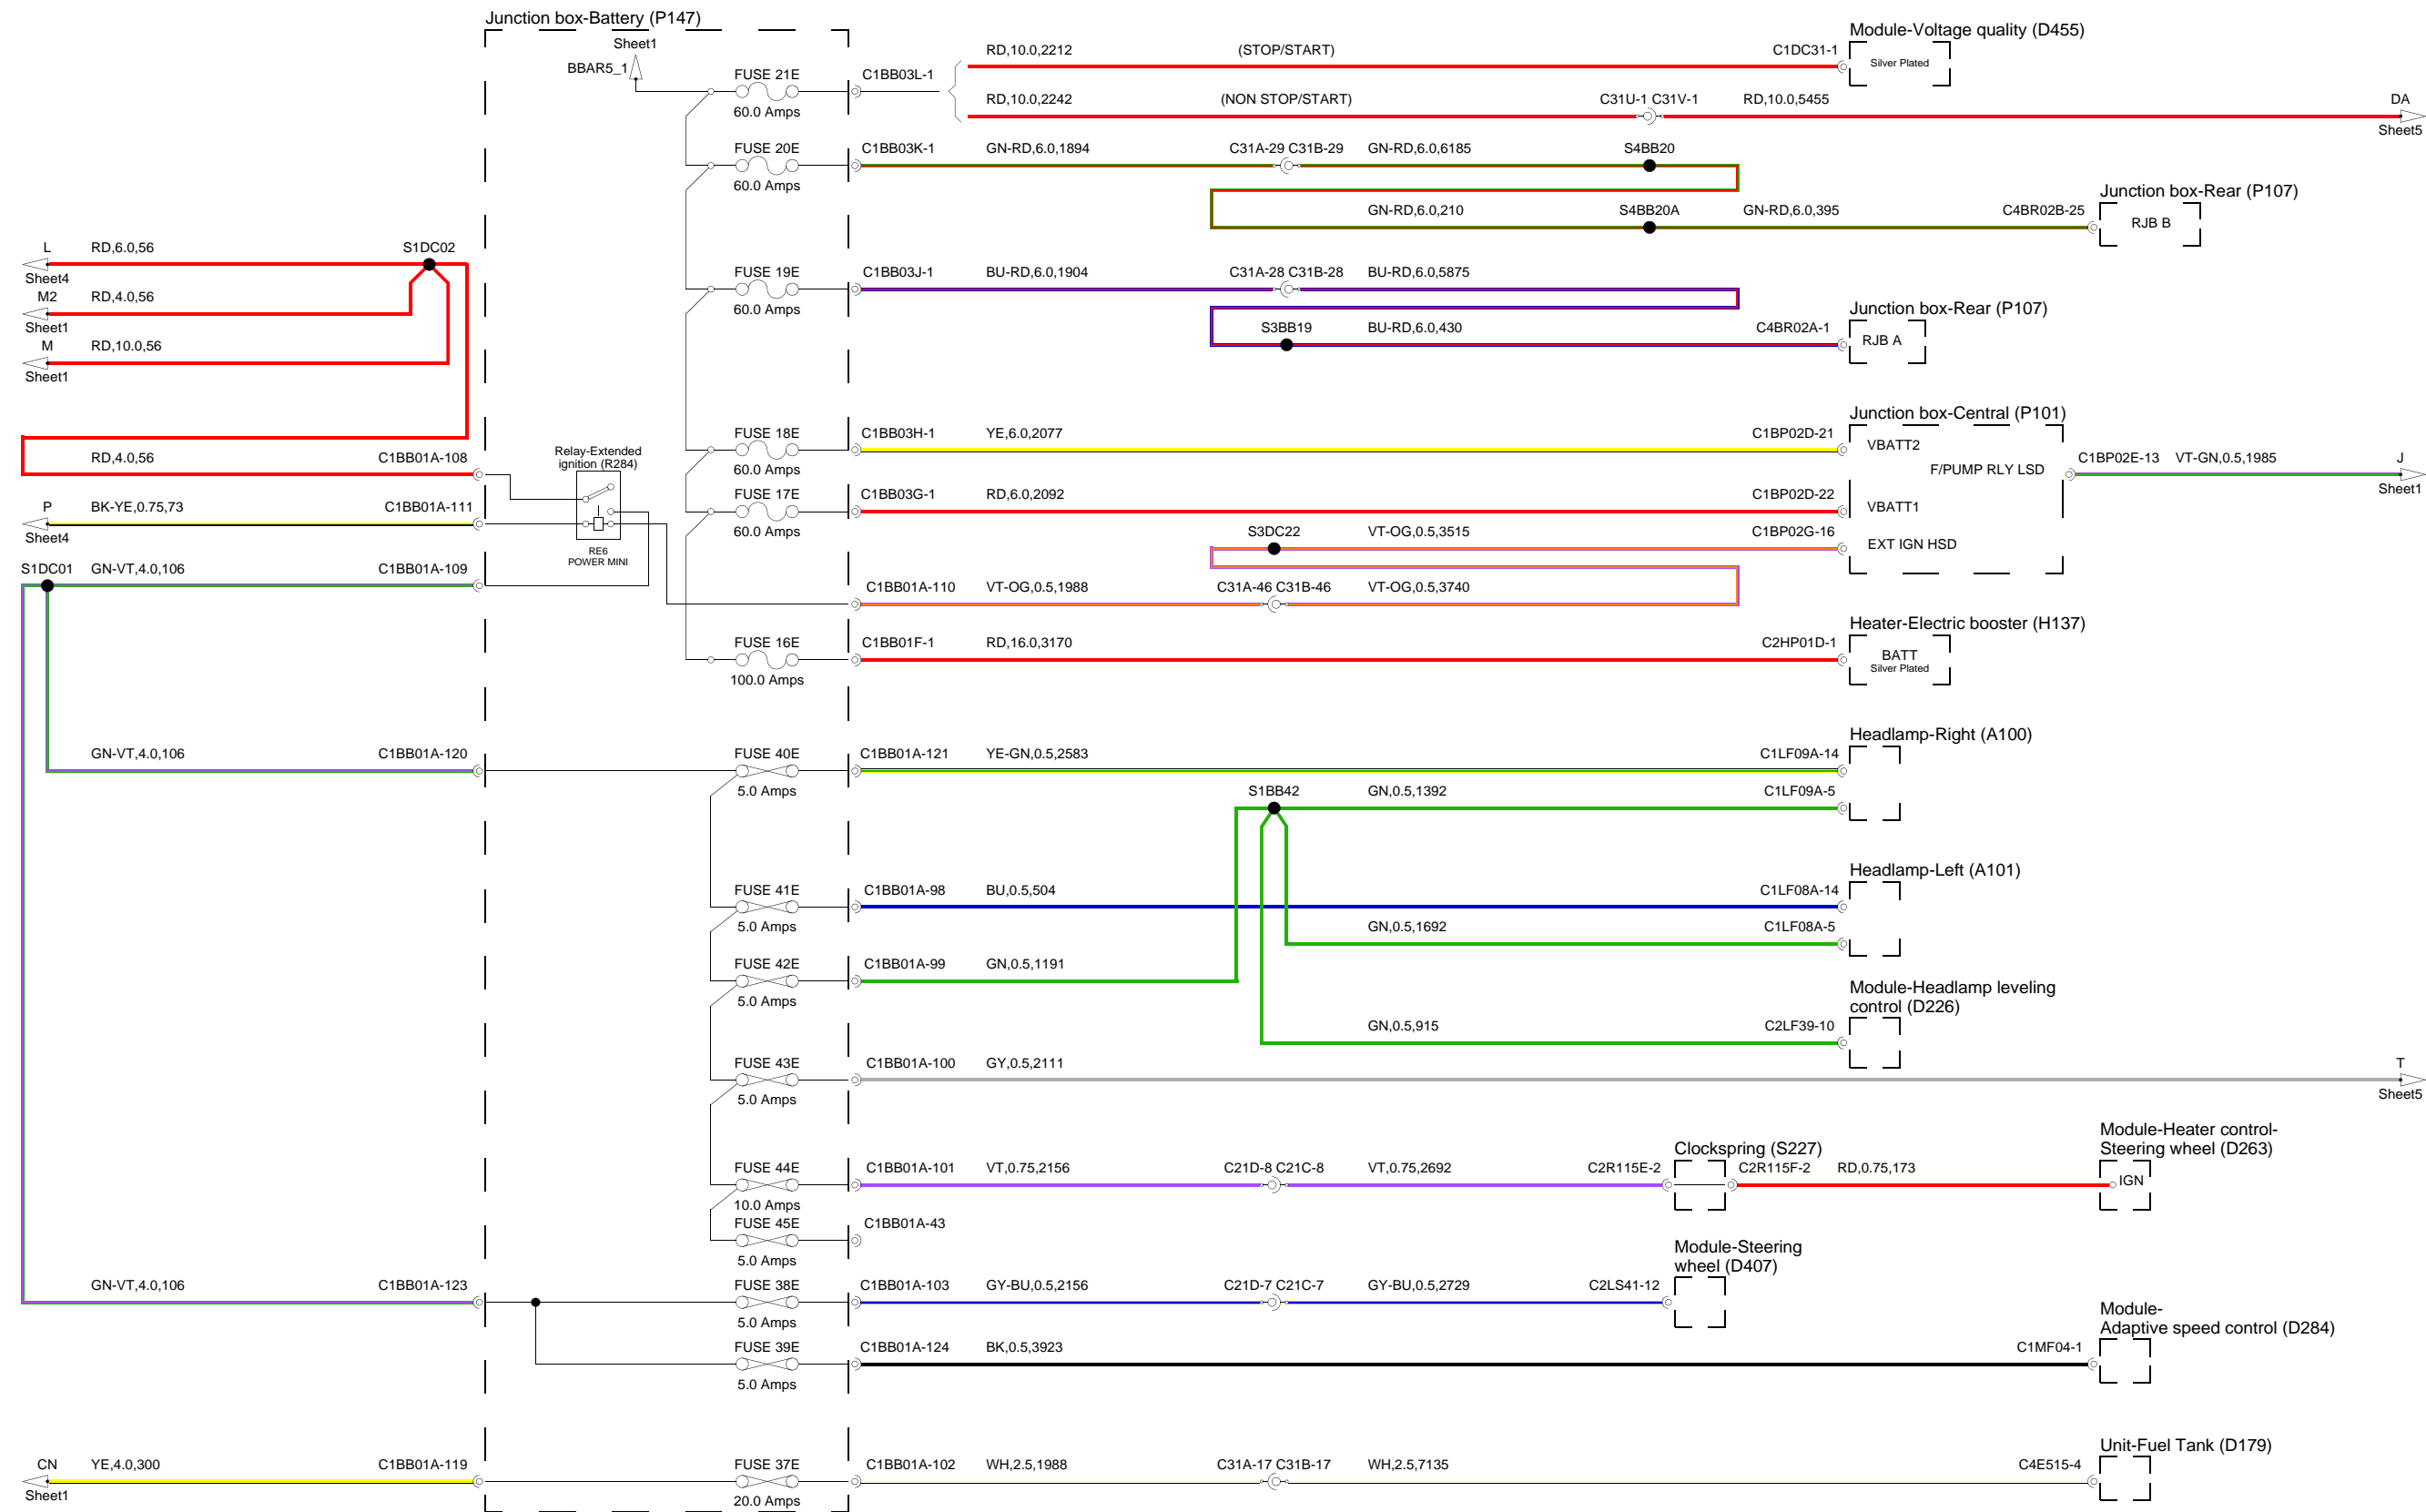 Junction box-Battery (P147)
Sheet1
BBAR5_1
FUSE 21E
60.0 Amps
C1BB03L-1
RD,10.0,2212
(STOP/START)
C1DC31-1
Module-Voltage quality (D455)
Silver Plated
RD,10.0,2242
(NON STOP/START)
C31U-1 C31V-1
RD,10.0,5455
DA
Sheet5
FUSE 20E
60.0 Amps
C1BB03K-1
GN-RD,6.0,1894
C31A-29 C31B-29
GN-RD,6.0,6185
S4BB20
GN-RD,6.0,210
S4BB20A
GN-RD,6.0,395
C4BR02B-25
Junction box-Rear (P107)
RJB B
L
RD,6.0,56
S1DC02
Sheet4
M2
RD,4.0,56
Sheet1
M
RD,10.0,56
Sheet1
FUSE 19E
60.0 Amps
C1BB03J-1
BU-RD,6.0,1904
C31A-28 C31B-28
BU-RD,6.0,5875
S3BB19
BU-RD,6.0,430
C4BR02A-1
Junction box-Rear (P107)
RJB A
RD,4.0,56
C1BB01A-108
Relay-Extended
ignition (R284)
RE6
POWER MINI
FUSE 18E
60.0 Amps
C1BB03H-1
YE,6.0,2077
C1BP02D-21
Junction box-Central (P101)
VBATT2
F/PUMP RLY LSD
C1BP02E-13
VT-GN,0.5,1985
J
Sheet1
P
BK-YE,0.75,73
C1BB01A-111
Sheet4
FUSE 17E
60.0 Amps
C1BB03G-1
RD,6.0,2092
C1BP02D-22
VBATT1
S3DC22
VT-OG,0.5,3515
C1BP02G-16
EXT IGN HSD
S1DC01
GN-VT,4.0,106
C1BB01A-109
C1BB01A-110
VT-OG,0.5,1988
C31A-46 C31B-46
VT-OG,0.5,3740
FUSE 16E
100.0 Amps
C1BB01F-1
RD,16.0,3170
C2HP01D-1
Heater-Electric booster (H137)
BATT
Silver Plated
GN-VT,4.0,106
C1BB01A-120
FUSE 40E
5.0 Amps
C1BB01A-121
YE-GN,0.5,2583
C1LF09A-14
Headlamp-Right (A100)
S1BB42
GN,0.5,1392
C1LF09A-5
FUSE 41E
5.0 Amps
C1BB01A-98
BU,0.5,504
C1LF08A-14
Headlamp-Left (A101)
GN,0.5,1692
C1LF08A-5
FUSE 42E
5.0 Amps
C1BB01A-99
GN,0.5,1191
Module-Headlamp leveling
control (D226)
GN,0.5,915
C2LF39-10
FUSE 43E
5.0 Amps
C1BB01A-100
GY,0.5,2111
T
Sheet5
FUSE 44E
10.0 Amps
C1BB01A-101
VT,0.75,2156
C21D-8 C21C-8
VT,0.75,2692
C2R115E-2
Clockspring (S227)
C2R115F-2
RD,0.75,173
Module-Heater control-
Steering wheel (D263)
IGN
FUSE 45E
5.0 Amps
C1BB01A-43
GN-VT,4.0,106
C1BB01A-123
FUSE 38E
5.0 Amps
C1BB01A-103
GY-BU,0.5,2156
C21D-7 C21C-7
GY-BU,0.5,2729
C2LS41-12
Module-Steering
wheel (D407)
FUSE 39E
5.0 Amps
C1BB01A-124
BK,0.5,3923
C1MF04-1
Module-
Adaptive speed control (D284)
CN
YE,4.0,300
C1BB01A-119
Sheet1
FUSE 37E
20.0 Amps
C1BB01A-102
WH,2.5,1988
C31A-17 C31B-17
WH,2.5,7135
C4E515-4
Unit-Fuel Tank (D179)